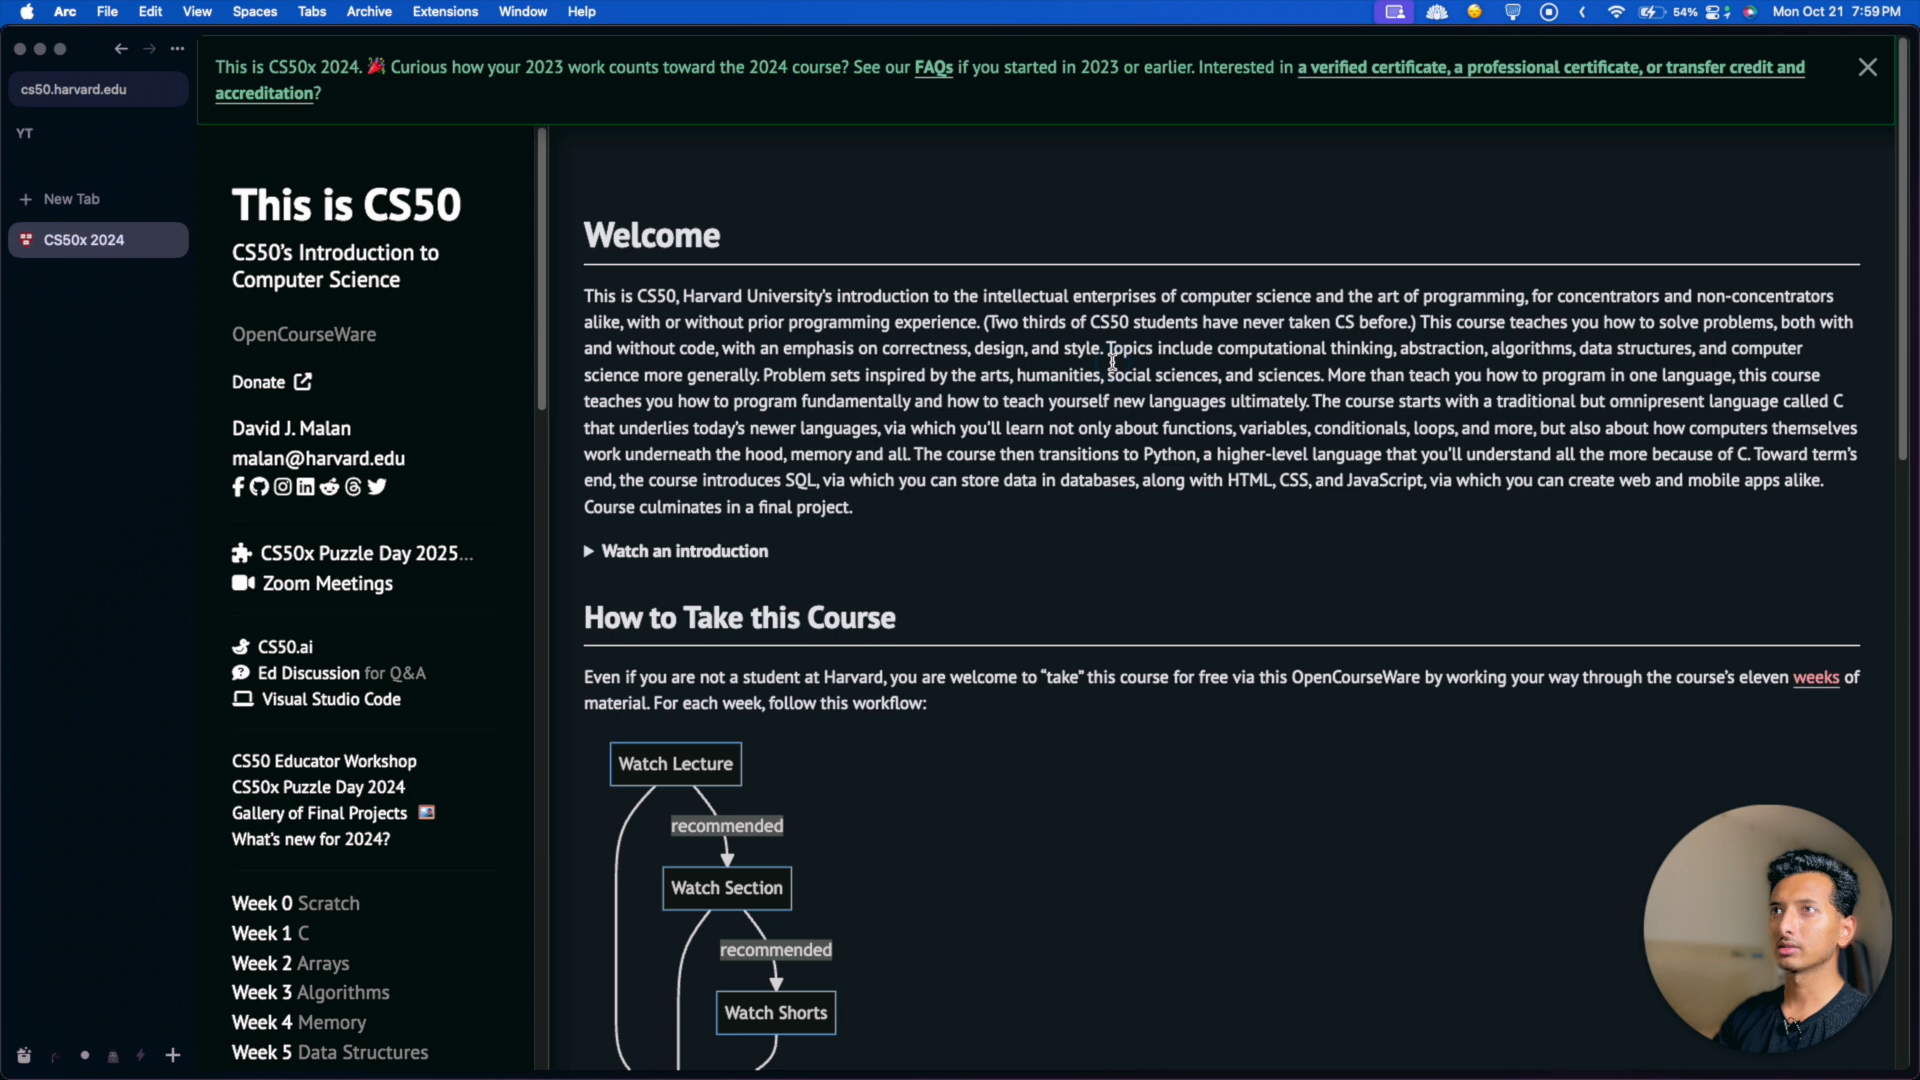 Arc File Edit View Spaces Tabs Archive Extensions Window Help 54% Mon Oct 21 7:59 PM
cs50.harvard.edu
YT
+ New Tab
CS50x 2024
This is CS50x 2024. 🎉 Curious how your 2023 work counts toward the 2024 course? See our FAQs if you started in 2023 or earlier. Interested in a verified certificate, a professional certificate, or transfer credit and
accreditation?
This is CS50
CS50’s Introduction to
Computer Science
OpenCourseWare
Donate
David J. Malan
malan@harvard.edu
CS50x Puzzle Day 2025...
Zoom Meetings
CS50.ai
Ed Discussion for Q&A
Visual Studio Code
CS50 Educator Workshop
CS50x Puzzle Day 2024
Gallery of Final Projects
What’s new for 2024?
Week 0 Scratch
Week 1 C
Week 2 Arrays
Week 3 Algorithms
Week 4 Memory
Week 5 Data Structures
Welcome
This is CS50, Harvard University’s introduction to the intellectual enterprises of computer science and the art of programming, for concentrators and non-concentrators
alike, with or without prior programming experience. (Two thirds of CS50 students have never taken CS before.) This course teaches you how to solve problems, both with
and without code, with an emphasis on correctness, design, and style. Topics include computational thinking, abstraction, algorithms, data structures, and computer
science more generally. Problem sets inspired by the arts, humanities, social sciences, and sciences. More than teach you how to program in one language, this course
teaches you how to program fundamentally and how to teach yourself new languages ultimately. The course starts with a traditional but omnipresent language called C
that underlies today’s newer languages, via which you’ll learn not only about functions, variables, conditionals, loops, and more, but also about how computers themselves
work underneath the hood, memory and all. The course then transitions to Python, a higher-level language that you’ll understand all the more because of C. Toward term’s
end, the course introduces SQL, via which you can store data in databases, along with HTML, CSS, and JavaScript, via which you can create web and mobile apps alike.
Course culminates in a final project.
▶ Watch an introduction
How to Take this Course
Even if you are not a student at Harvard, you are welcome to “take” this course for free via this OpenCourseWare by working your way through the course’s eleven weeks of
material. For each week, follow this workflow:
Watch Lecture
recommended
Watch Section
recommended
Watch Shorts